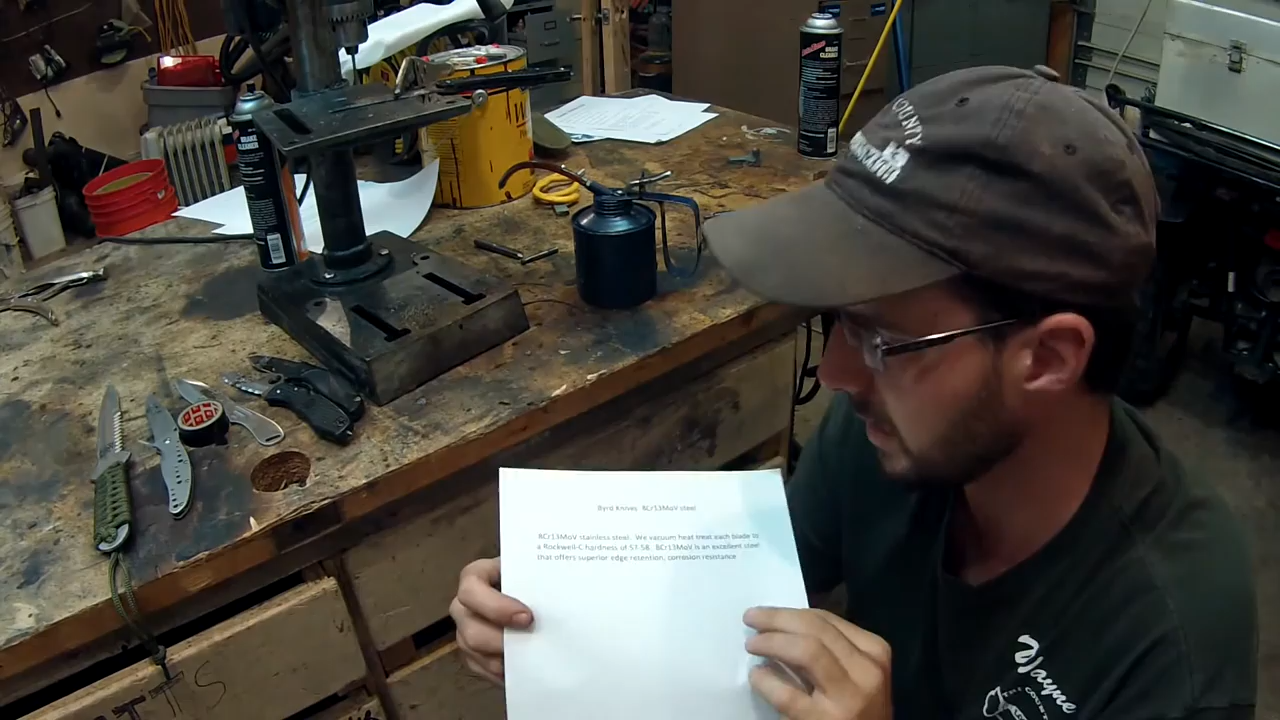 BRAKE
CLEANER
BRAKE
CLEANER
COUNTY
Byrd Knives 8Cr13MoV steel
8Cr13MoV stainless steel. We vacuum heat treat each blade to
a Rockwell-C hardness of 57-58. 8Cr13MoV is an excellent steel
that offers superior edge retention, corrosion resistance
Wayne